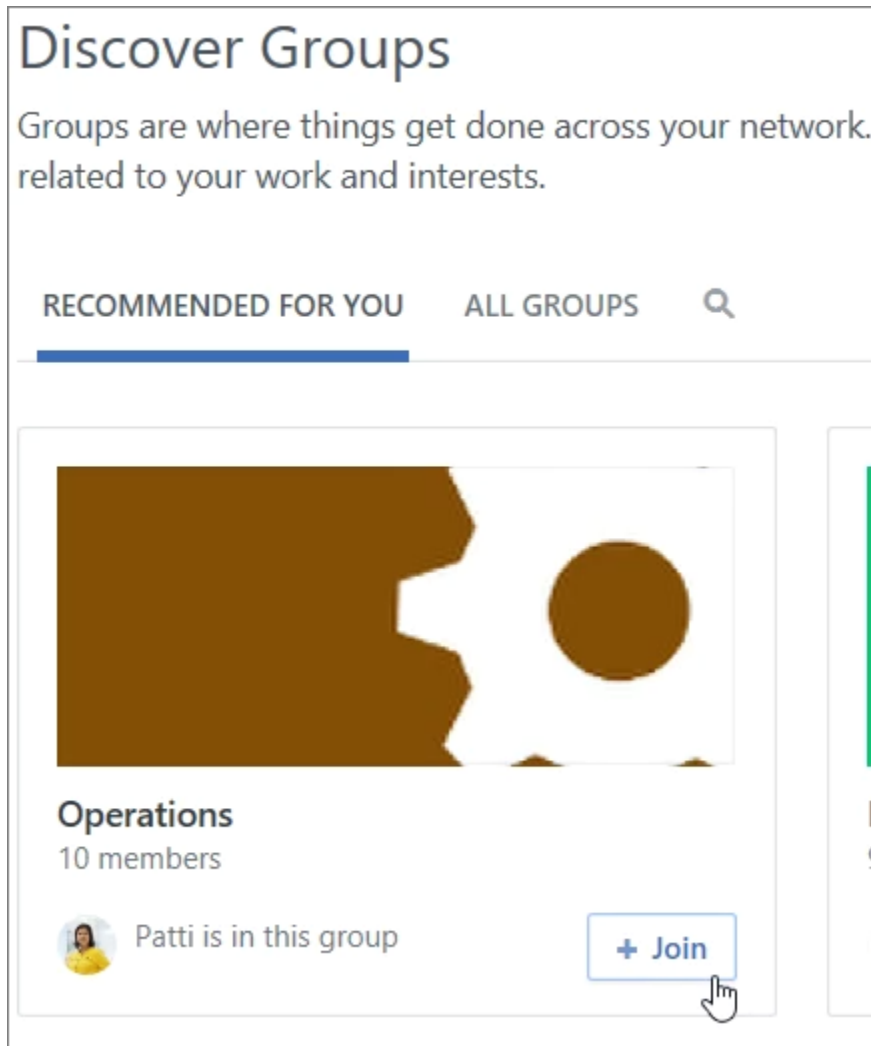 Discover Groups
Groups are where things get done across your network.
related to your work and interests.
RECOMMENDED FOR YOU ALL GROUPS
Operations
10 members
Patti is in this group
+ Join